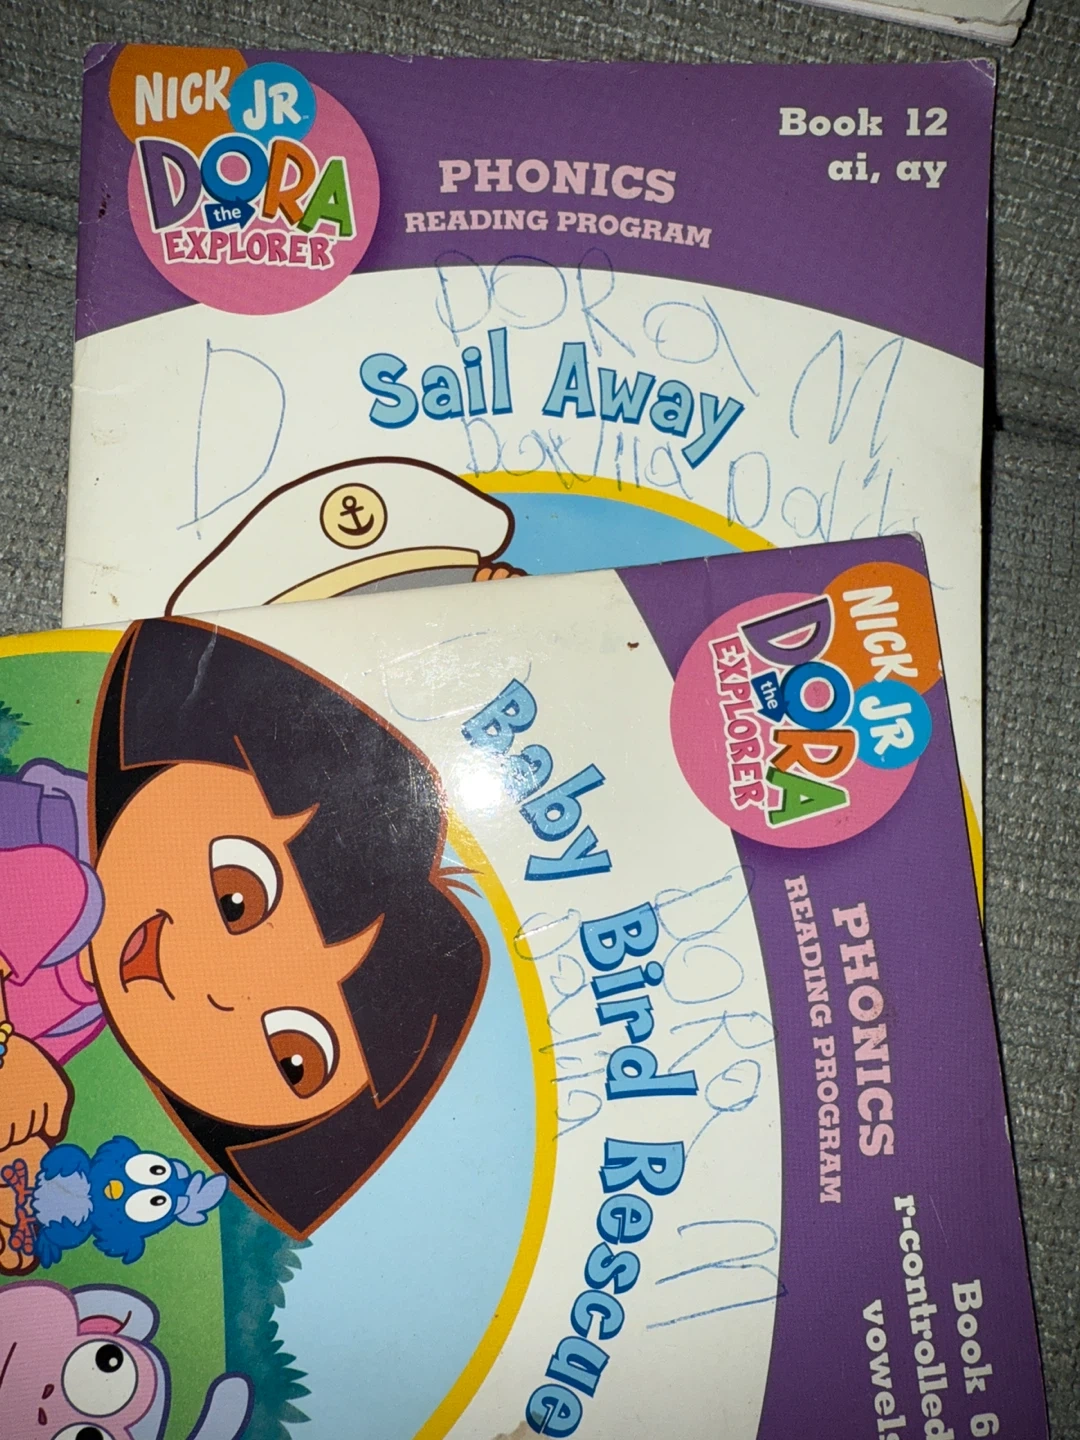 NICK JR
DORA
the
EXPLORER
PHONICS
READING PROGRAM
Book 12
ai, ay
DORa M
D
Sail Away
NICK JR
DORA
the
EXPLORER
PHONICS
READING PROGRAM
Book 6
r-controlled
vowels
Baby Bird Rescue
DORa M